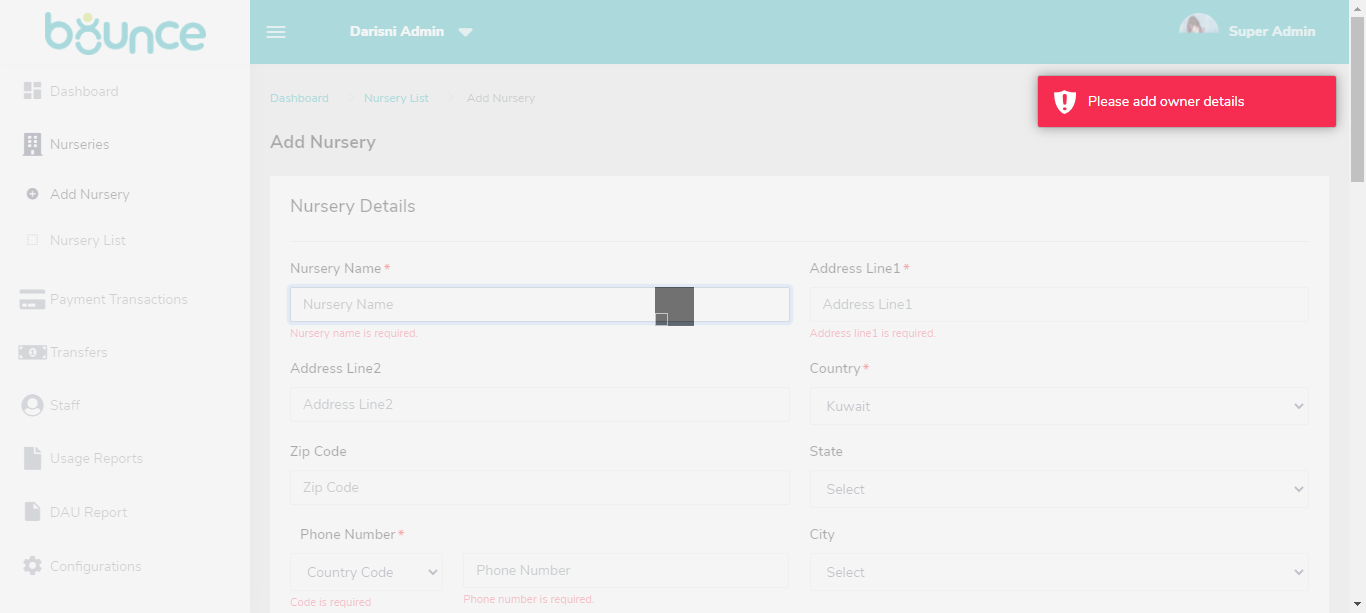 bounce
Darisni Admin
Super Admin
Dashboard
Nurseries
Add Nursery
Nursery List
Payment Transactions
Transfers
Staff
Usage Reports
DAU Report
Configurations
Dashboard Nursery List Add Nursery
Please add owner details
Add Nursery
Nursery Details
Nursery Name *
Nursery Name
Nursery name is required.
Address Line1 *
Address Line1
Address line1 is required.
Address Line2
Address Line2
Country *
Kuwait
Zip Code
Zip Code
State
Select
Phone Number *
Country Code
Code is required
Phone Number
Phone number is required.
City
Select